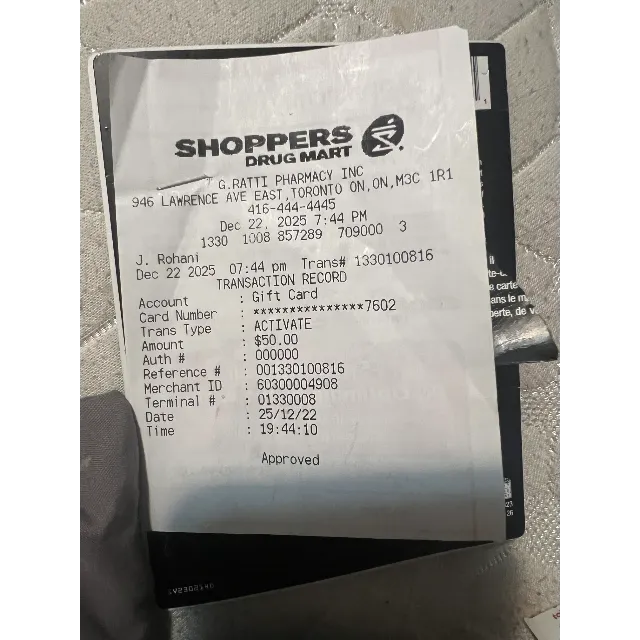 SHOPPERS
DRUG MART
G.RATTI PHARMACY INC
946 LAWRENCE AVE EAST,TORONTO ON,ON,M3C 1R1
416-444-4445
Dec 22, 2025 7:44 PM
1330 1008 857289 709000 3
J. Rohani
Dec 22 2025 07:44 pm Trans# 1330100816
TRANSACTION RECORD
Account : Gift Card
Card Number : ***************7602
Trans Type : ACTIVATE
Amount : $50.00
Auth # : 000000
Reference # : 001330100816
Merchant ID : 60300004908
Terminal # : 01330008
Date : 25/12/22
Time : 19:44:10
Approved
carte